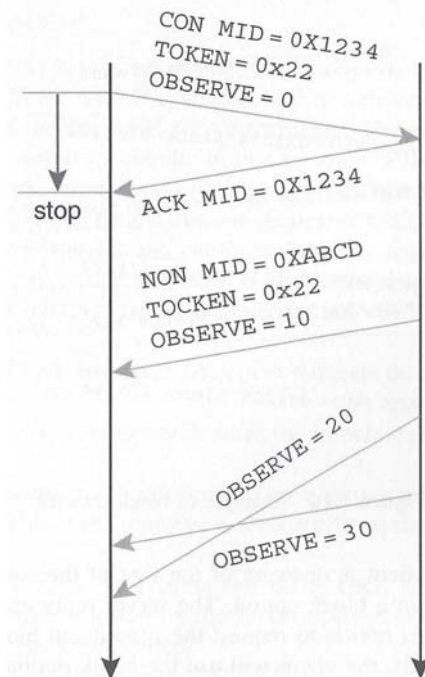 CON MID = 0X1234
TOKEN = 0x22
OBSERVE = 0
stop
ACK MID = 0X1234
NON MID = 0XABCD
TOCKEN = 0x22
OBSERVE = 10
OBSERVE = 20
OBSERVE = 30